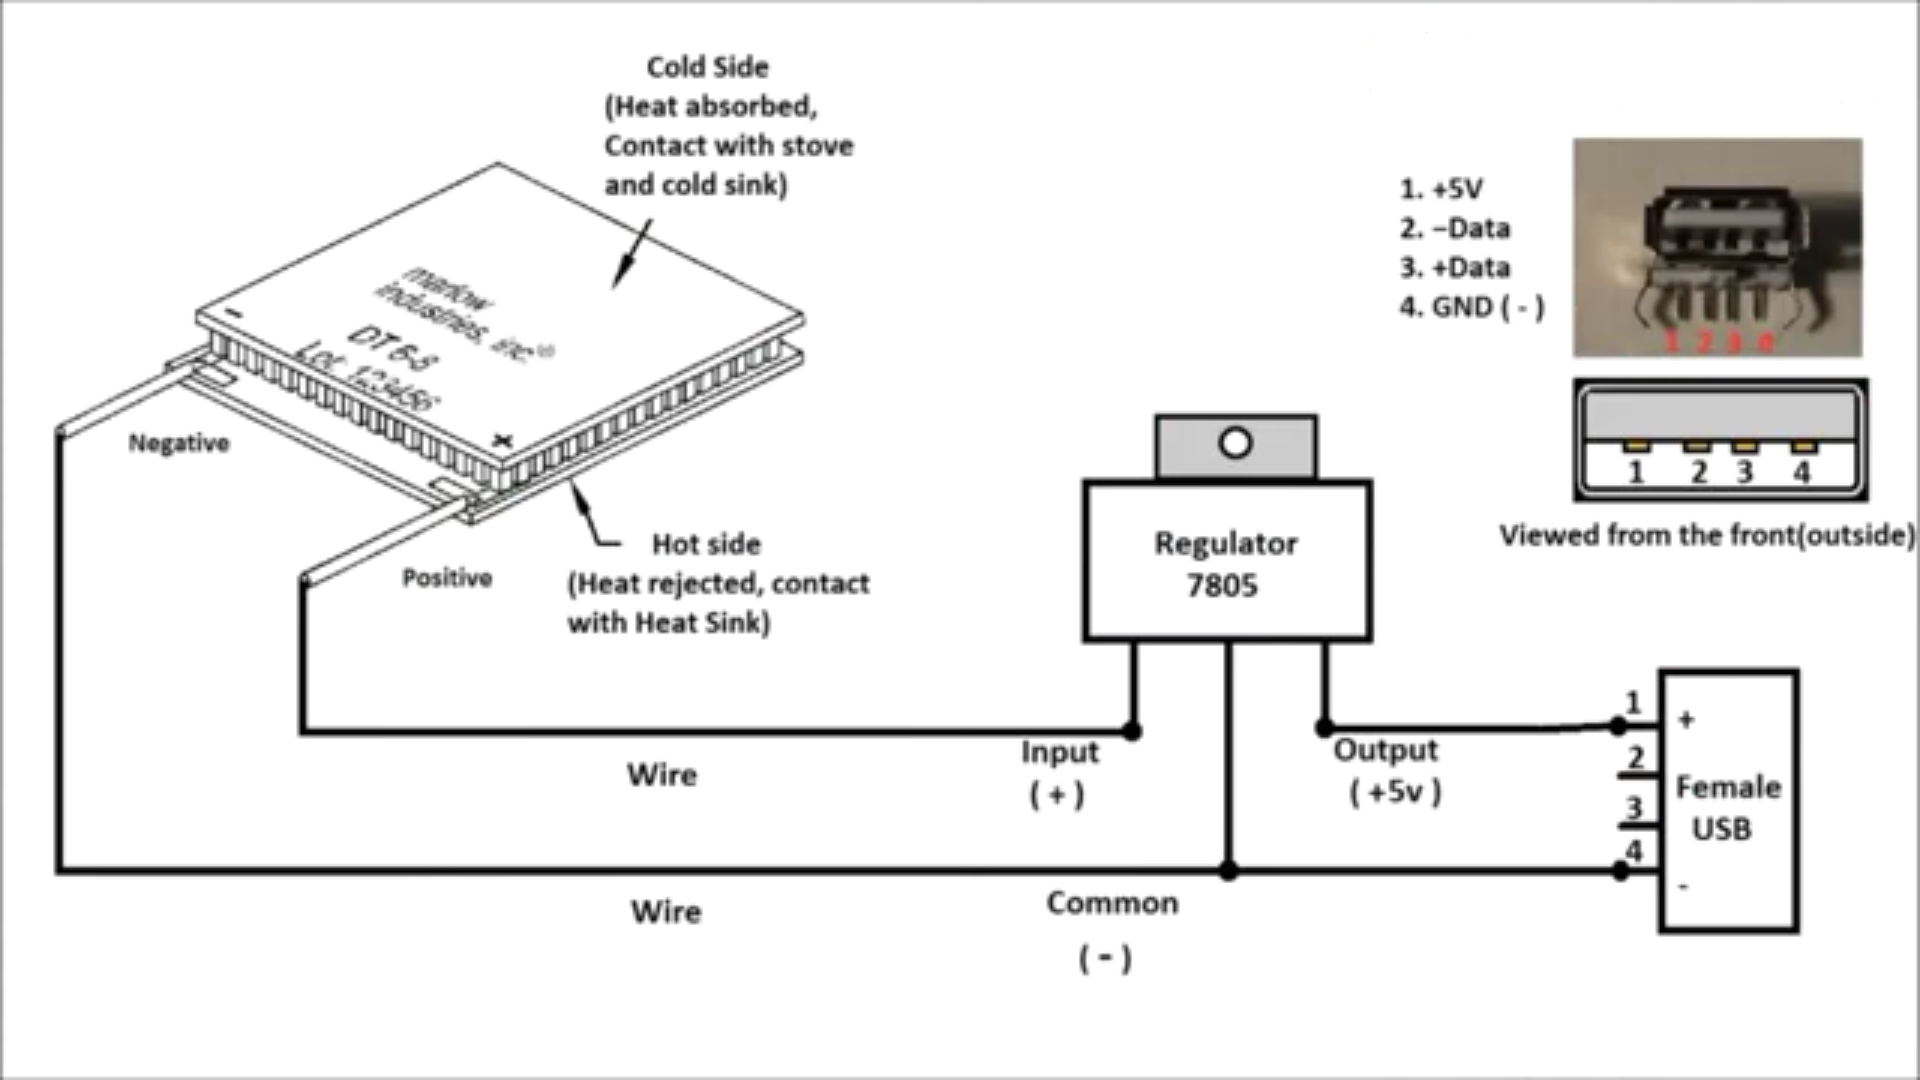 Cold Side
(Heat absorbed,
Contact with stove
and cold sink)
marlow
industries, inc.®
DT 6-8
Lot 123456
-
+
Negative
Positive
Hot side
(Heat rejected, contact
with Heat Sink)
1. +5V
2. –Data
3. +Data
4. GND ( - )
1 2 3
1 2 3 4
Viewed from the front(outside)
Regulator
7805
Input
( + )
Output
( +5v )
Wire
Wire
Common
( - )
1
2
3
4
+
Female
USB
-